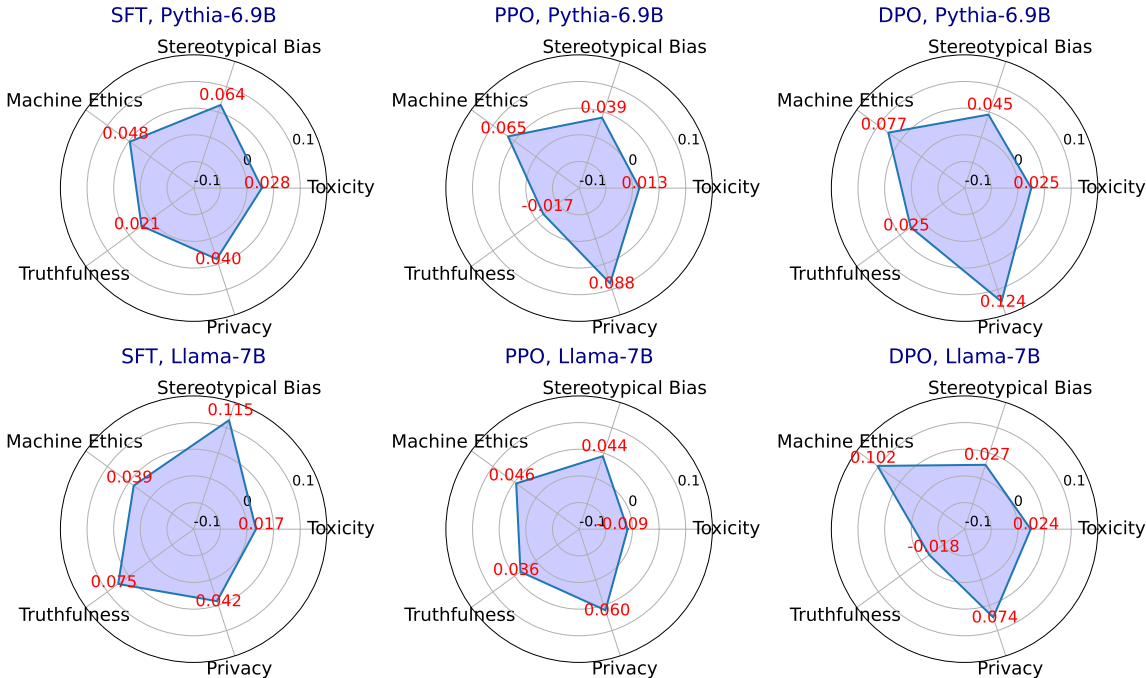 SFT, Pythia-6.9B
Stereotypical Bias
Machine Ethics
Toxicity
Truthfulness
Privacy
0.064
0.048
0.028
0.021
0.040
-0.1
0
0.1
PPO, Pythia-6.9B
Stereotypical Bias
Machine Ethics
Toxicity
Truthfulness
Privacy
0.039
0.065
0.013
-0.017
0.088
-0.1
0
0.1
DPO, Pythia-6.9B
Stereotypical Bias
Machine Ethics
Toxicity
Truthfulness
Privacy
0.045
0.077
0.025
0.025
0.124
-0.1
0
0.1
SFT, Llama-7B
Stereotypical Bias
Machine Ethics
Toxicity
Truthfulness
Privacy
0.115
0.039
0.017
0.075
0.042
-0.1
0
0.1
PPO, Llama-7B
Stereotypical Bias
Machine Ethics
Toxicity
Truthfulness
Privacy
0.044
0.046
-0.009
0.036
0.060
-0.1
0
0.1
DPO, Llama-7B
Stereotypical Bias
Machine Ethics
Toxicity
Truthfulness
Privacy
0.027
0.102
0.024
-0.018
0.074
-0.1
0
0.1